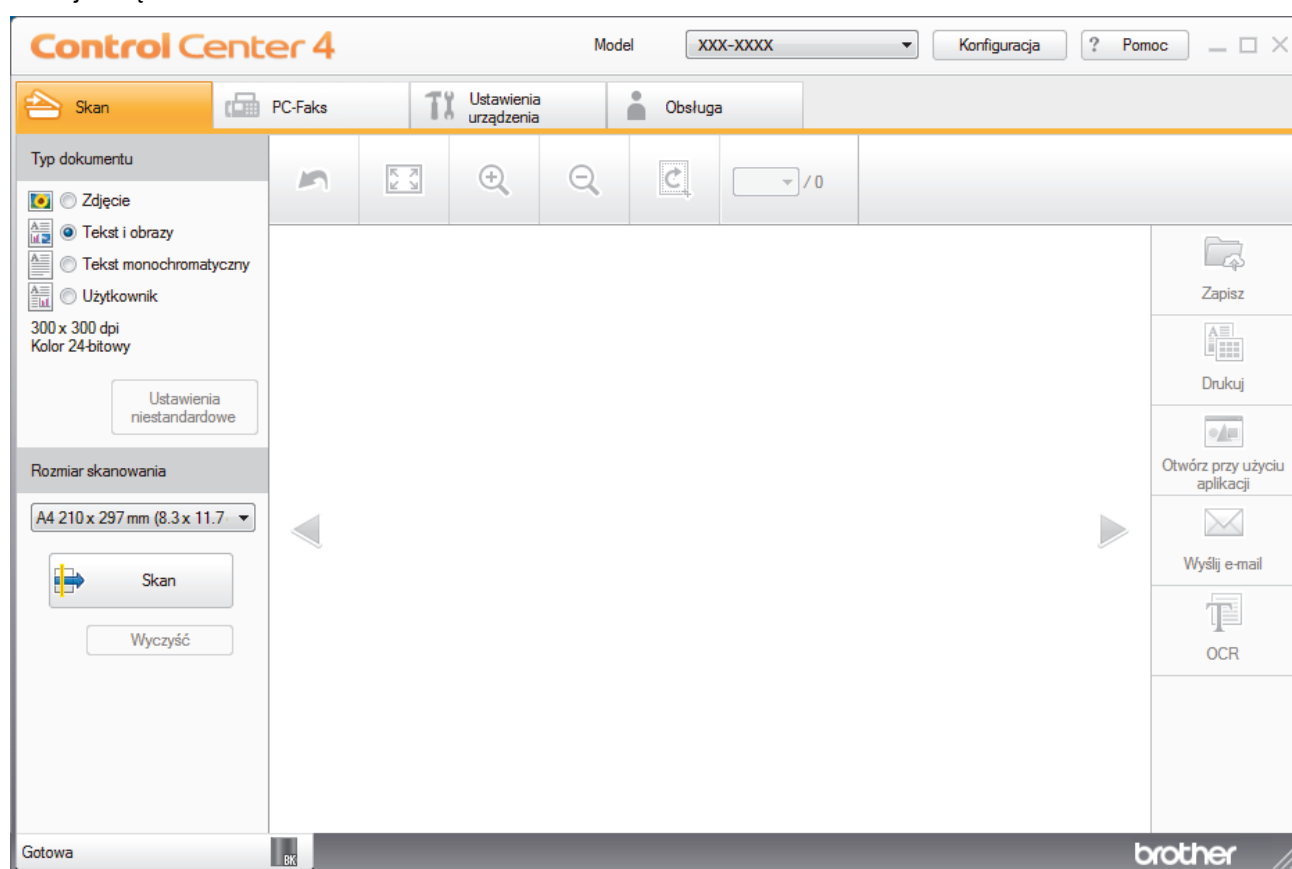 Control Center 4
Model
XXX-XXXX
Konfiguracja
? Pomoc
Skan
PC-Faks
Ustawienia
urządzenia
Obsługa
Typ dokumentu
Zdjęcie
Tekst i obrazy
Tekst monochromatyczny
Użytkownik
300 x 300 dpi
Kolor 24-bitowy
Ustawienia
niestandardowe
Rozmiar skanowania
A4 210 x 297 mm (8.3 x 11.7
Skan
Wyczyść
/ 0
Zapisz
Drukuj
Otwórz przy użyciu
aplikacji
Wyślij e-mail
OCR
Gotowa
BK
brother